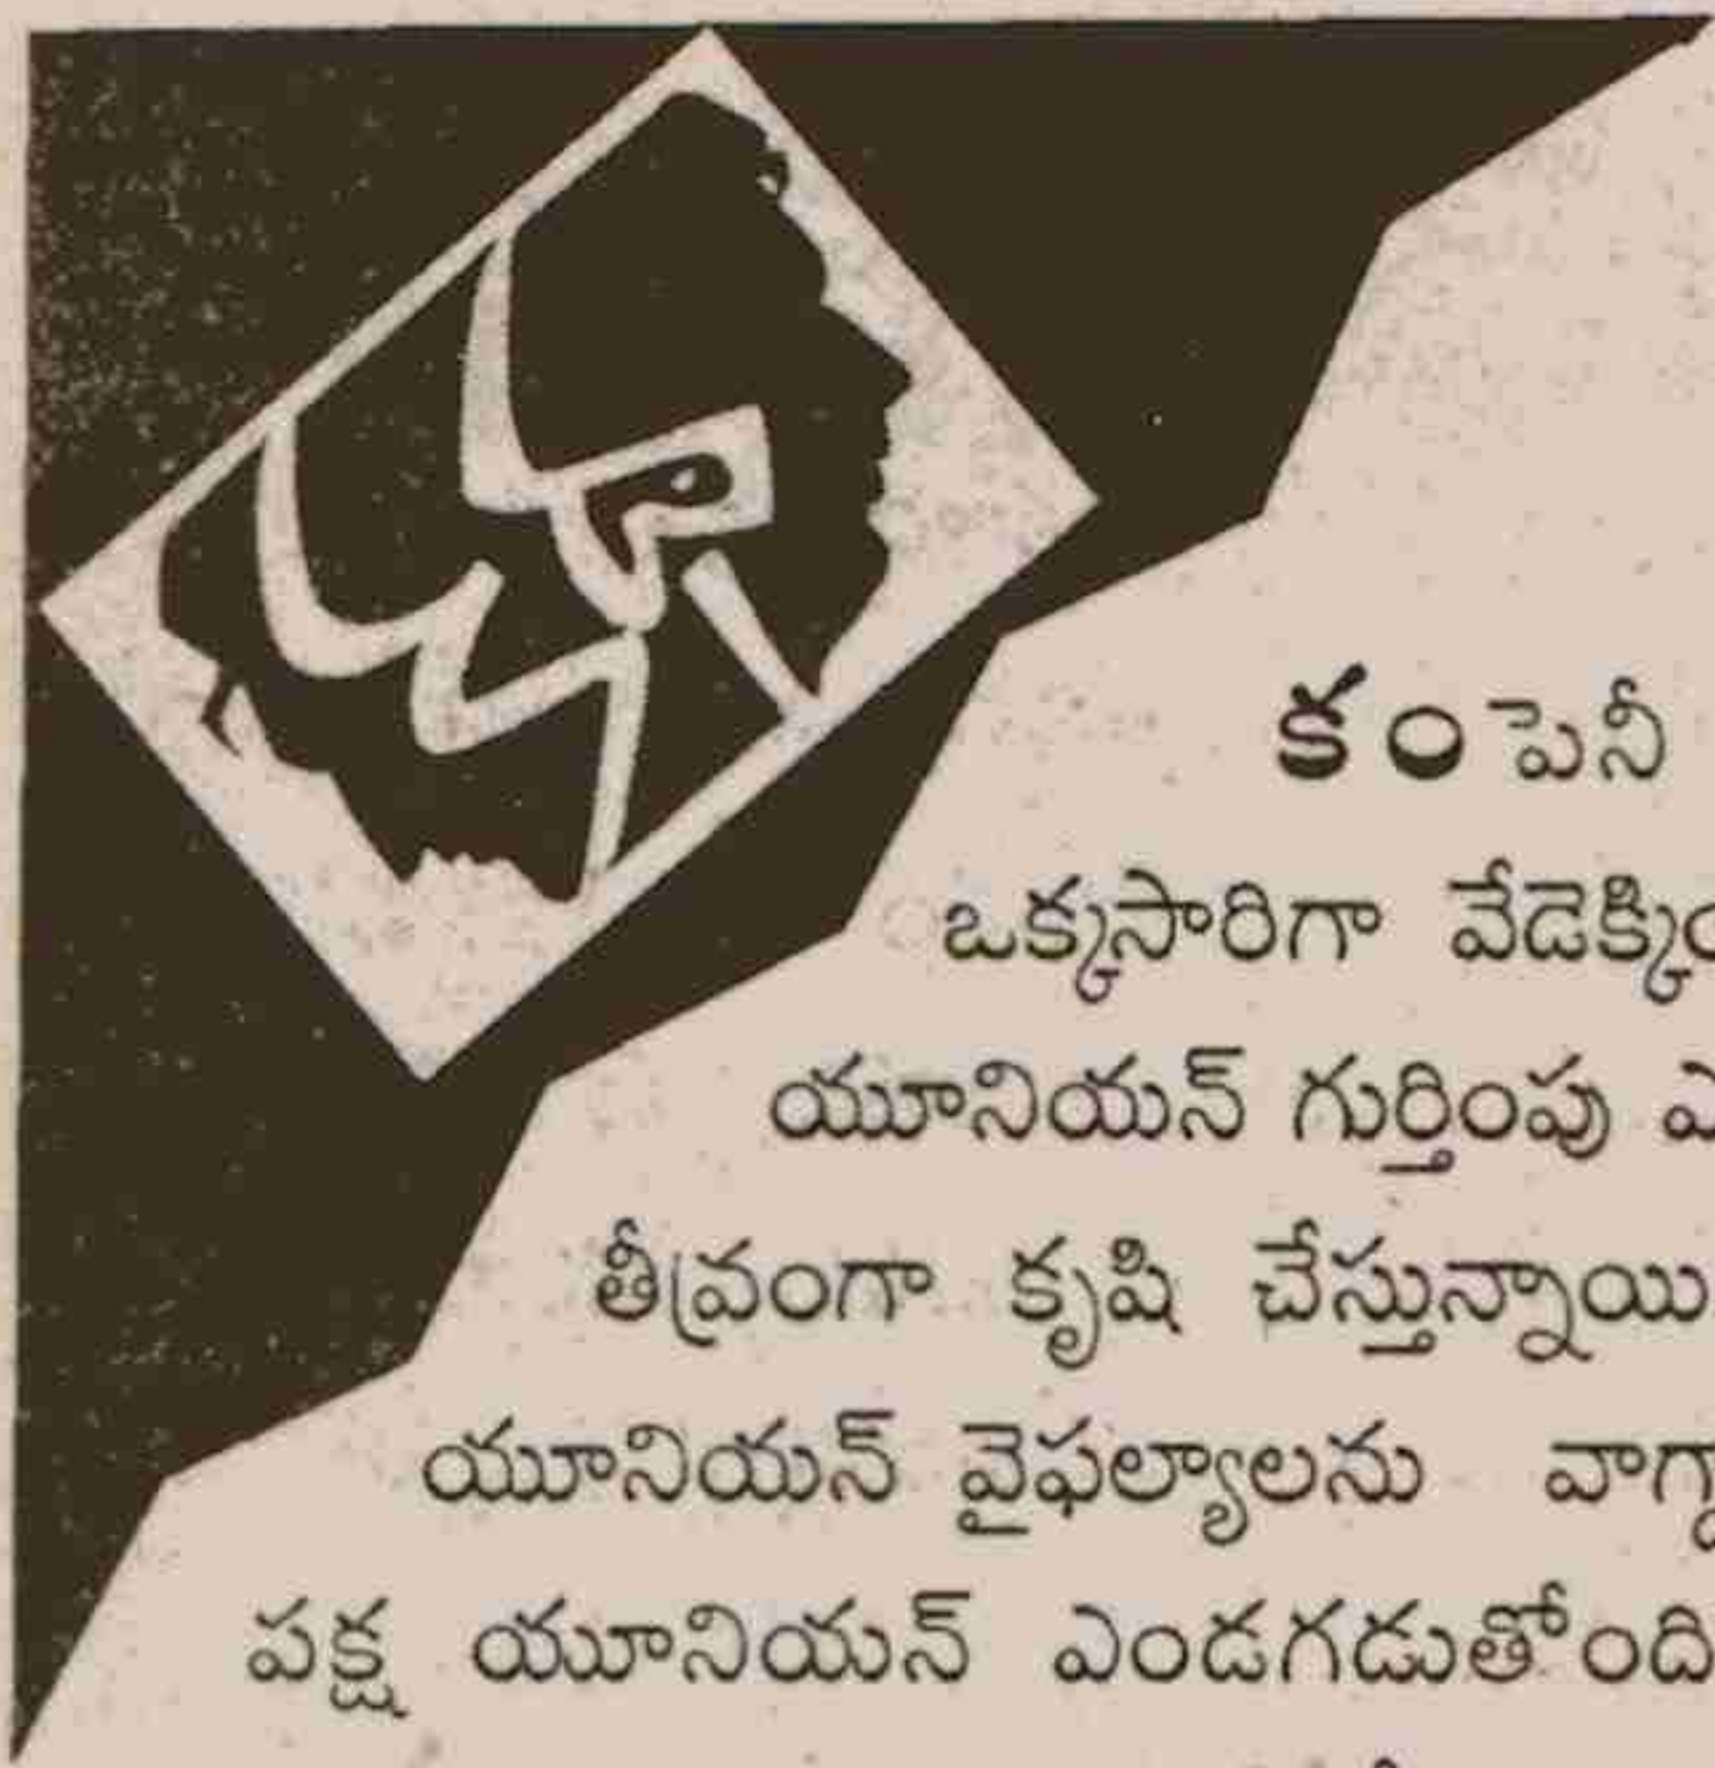 కంపెనీ
ఒక్కసారిగా వేడెక్కిం
యూనియన్ గుర్తింపు ఎ
తీవ్రంగా కృషి చేస్తున్నాయి
యూనియన్ వైఫల్యాలను వాగ్దా
పక్ష యూనియన్ ఎండగడుతోంది